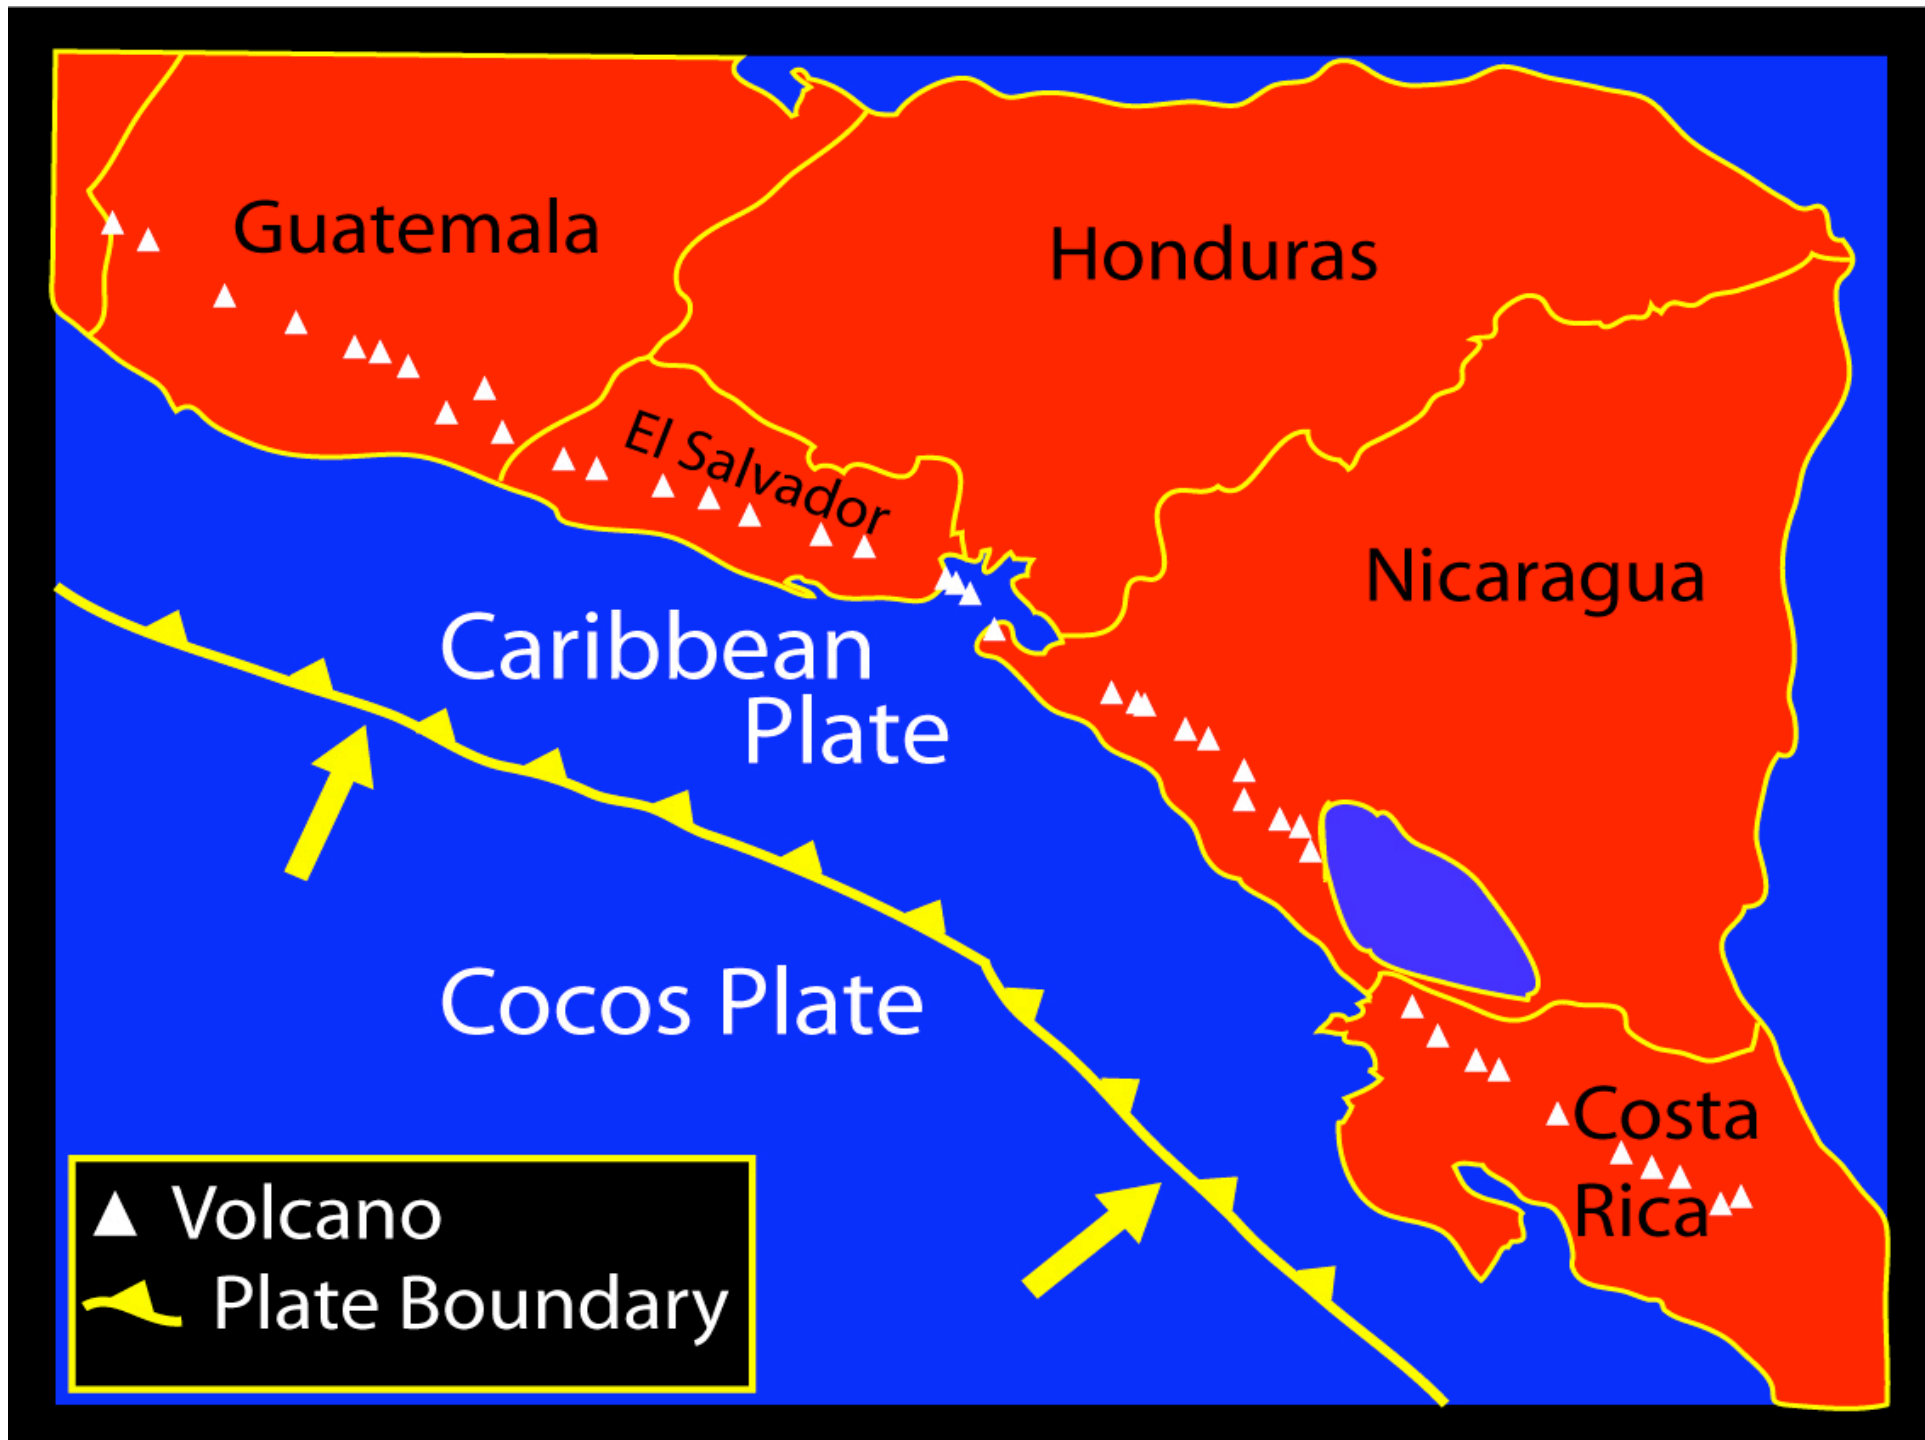 Guatemala
Honduras
El Salvador
Nicaragua
Caribbean
Plate
Cocos Plate
Costa
Rica
Volcano
Plate Boundary